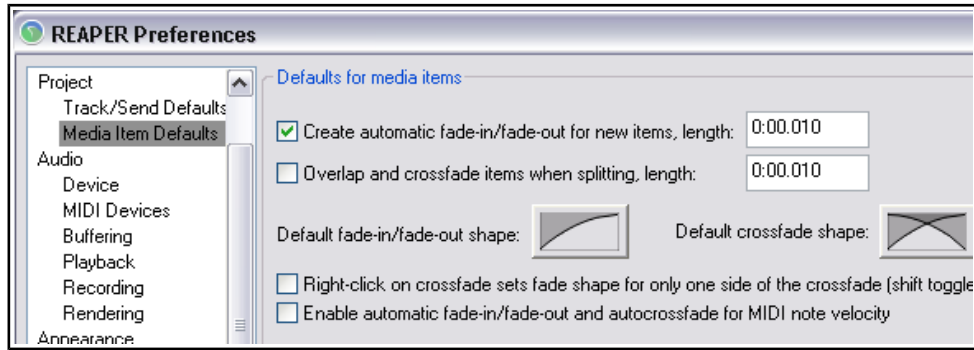 REAPER Preferences
Project
Track/Send Defaults
Media Item Defaults
Audio
Device
MIDI Devices
Buffering
Playback
Recording
Rendering
Appearance
Defaults for media items
Create automatic fade-in/fade-out for new items, length: 0:00.010
Overlap and crossfade items when splitting, length: 0:00.010
Default fade-in/fade-out shape: Default crossfade shape:
Right-click on crossfade sets fade shape for only one side of the crossfade (shift toggle
Enable automatic fade-in/fade-out and autocrossfade for MIDI note velocity